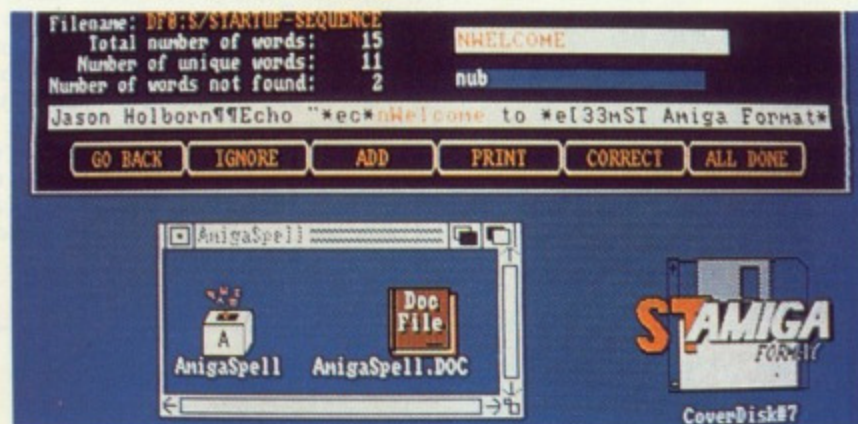 Filename: DF0:S/STARTUP-SEQUENCE
Total number of words: 15
NWELCOME
Number of unique words: 11
Number of words not found: 2
nub
Jason Holborn¶¶Echo "*ec*nWelcome to *e[33mST Amiga Format*
GO BACK IGNORE ADD PRINT CORRECT ALL DONE
AmigaSpell
A
Doc
File
AmigaSpell
AmigaSpell.DOC
ST AMIGA
FORMAT
CoverDisk#7